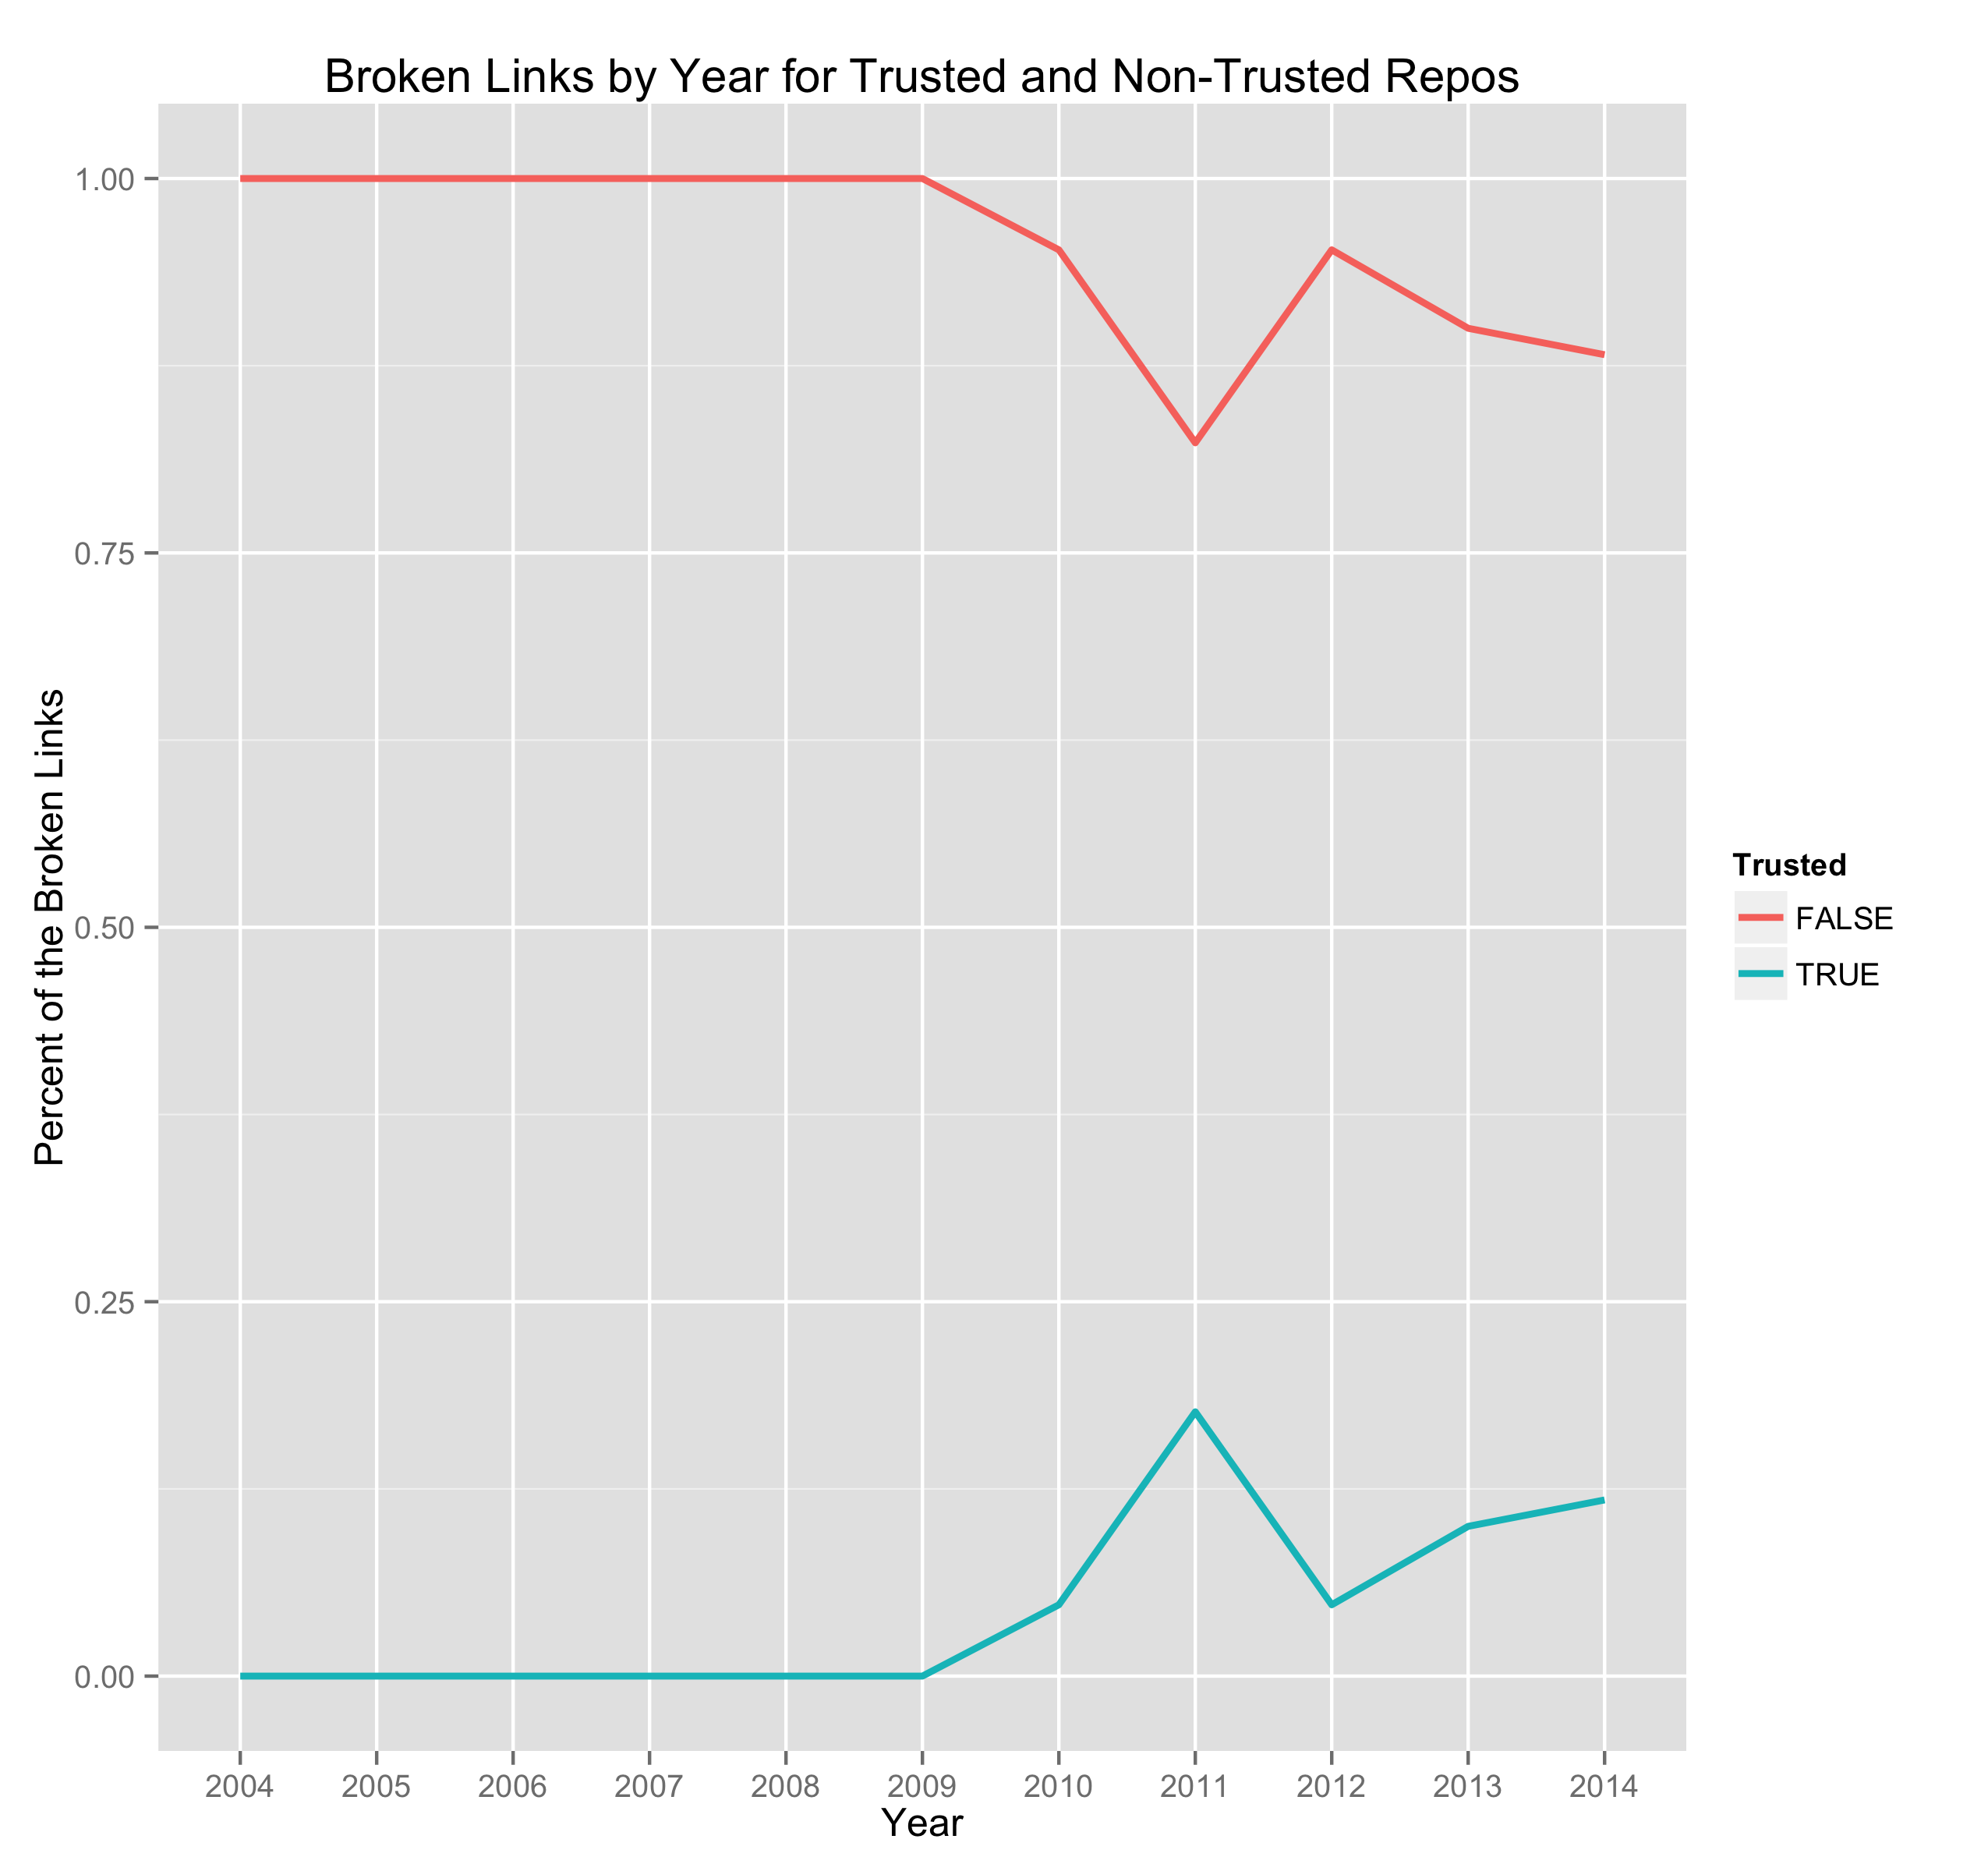 Broken Links by Year for Trusted and Non-Trusted Repos
Percent of the Broken Links
1.00
0.75
0.50
0.25
0.00
2004 2005 2006 2007 2008 2009 2010 2011 2012 2013 2014
Year
Trusted
FALSE
TRUE